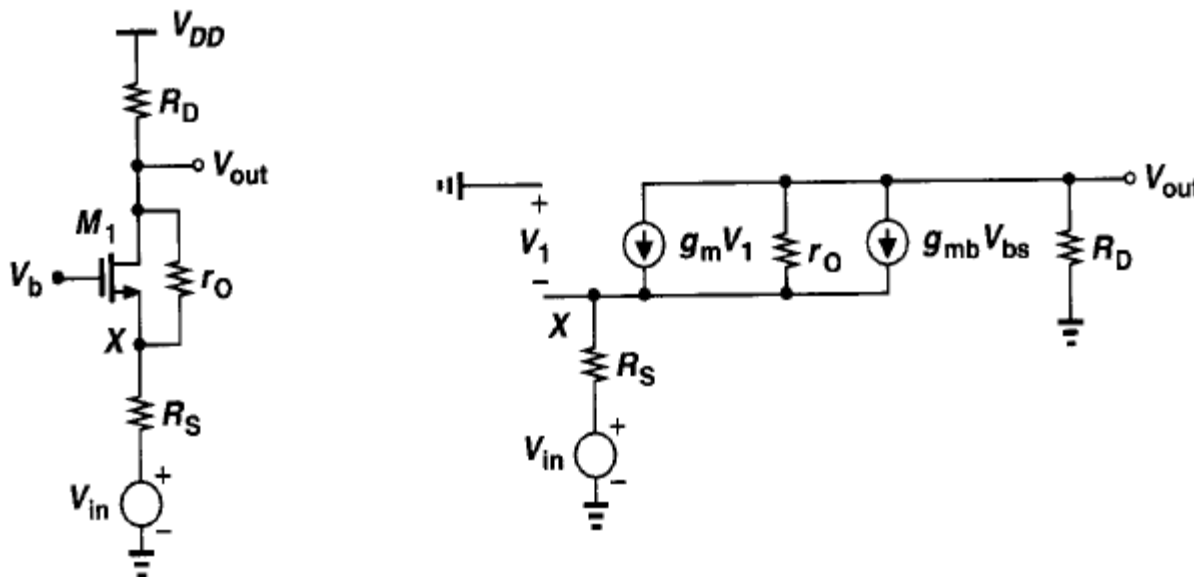 V_DD
R_D
V_out
M_1
V_b
r_O
X
R_S
V_in
+
−
+
V_1
−
g_m V_1
r_O
g_mb V_bs
V_out
R_D
X
R_S
V_in
+
−